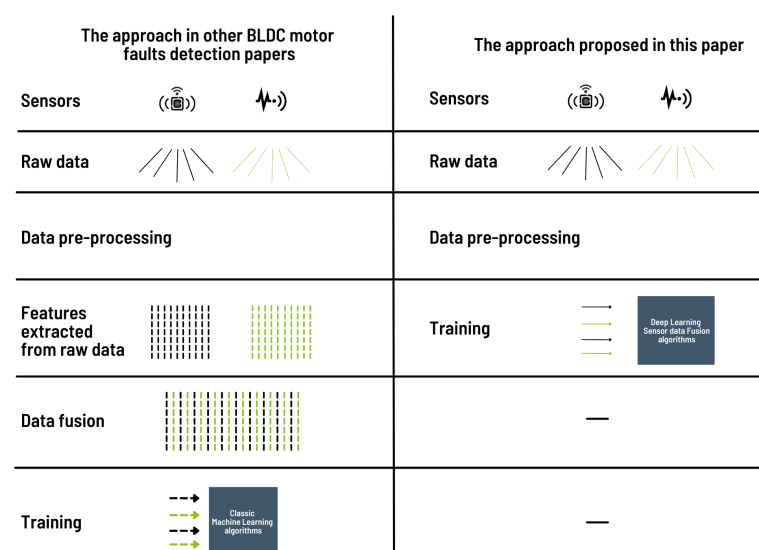 The approach in other BLDC motor
faults detection papers
Sensors
Raw data
Data pre-processing
Features
extracted
from raw data
Data fusion
Training
Classic
Machine Learning
algorithms
The approach proposed in this paper
Sensors
Raw data
Data pre-processing
Training
Deep Learning
Sensor data Fusion
algorithms